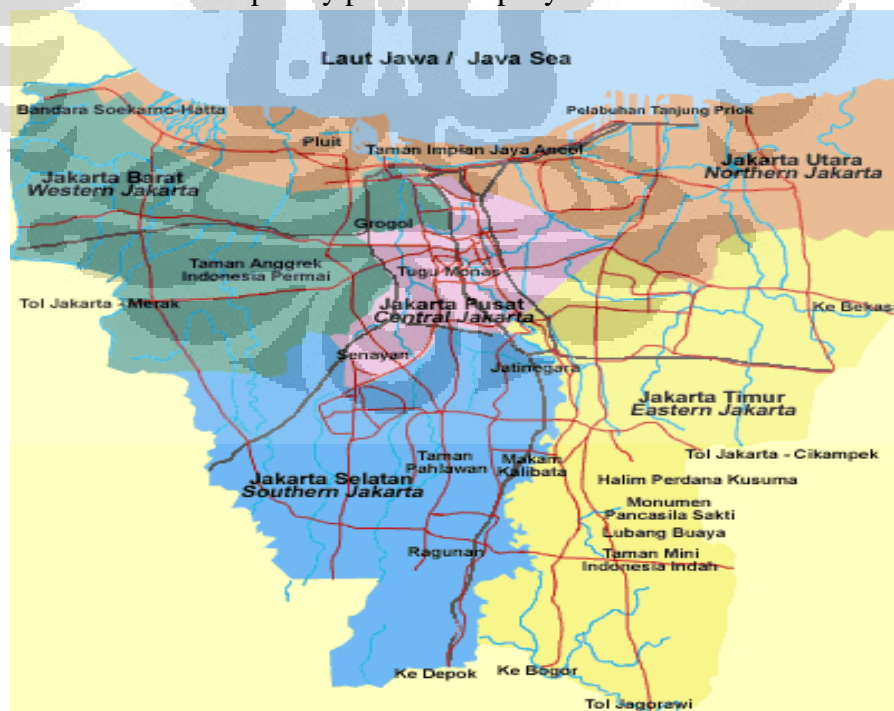 Laut Jawa / Java Sea
Bandara Soekarno-Hatta
Pelabuhan Tanjung Priok
Pluit
Taman Impian Jaya Ancol
Jakarta Barat
Western Jakarta
Jakarta Utara
Northern Jakarta
Grogol
Taman Anggrek
Indonesia Permai
Tugu Monas
Tol Jakarta - Merak
Jakarta Pusat
Central Jakarta
Ke Bekas
Senayan
Jatinegara
Jakarta Timur
Eastern Jakarta
Taman
Pahlawan
Makam
Kalibata
Tol Jakarta - Cikampek
Jakarta Selatan
Southern Jakarta
Halim Perdana Kusuma
Monumen
Pancasila Sakti
Lubang Buaya
Ragunan
Taman Mini
Indonesia Indah
Ke Depok
Ke Bogor
Tol Jagorawi